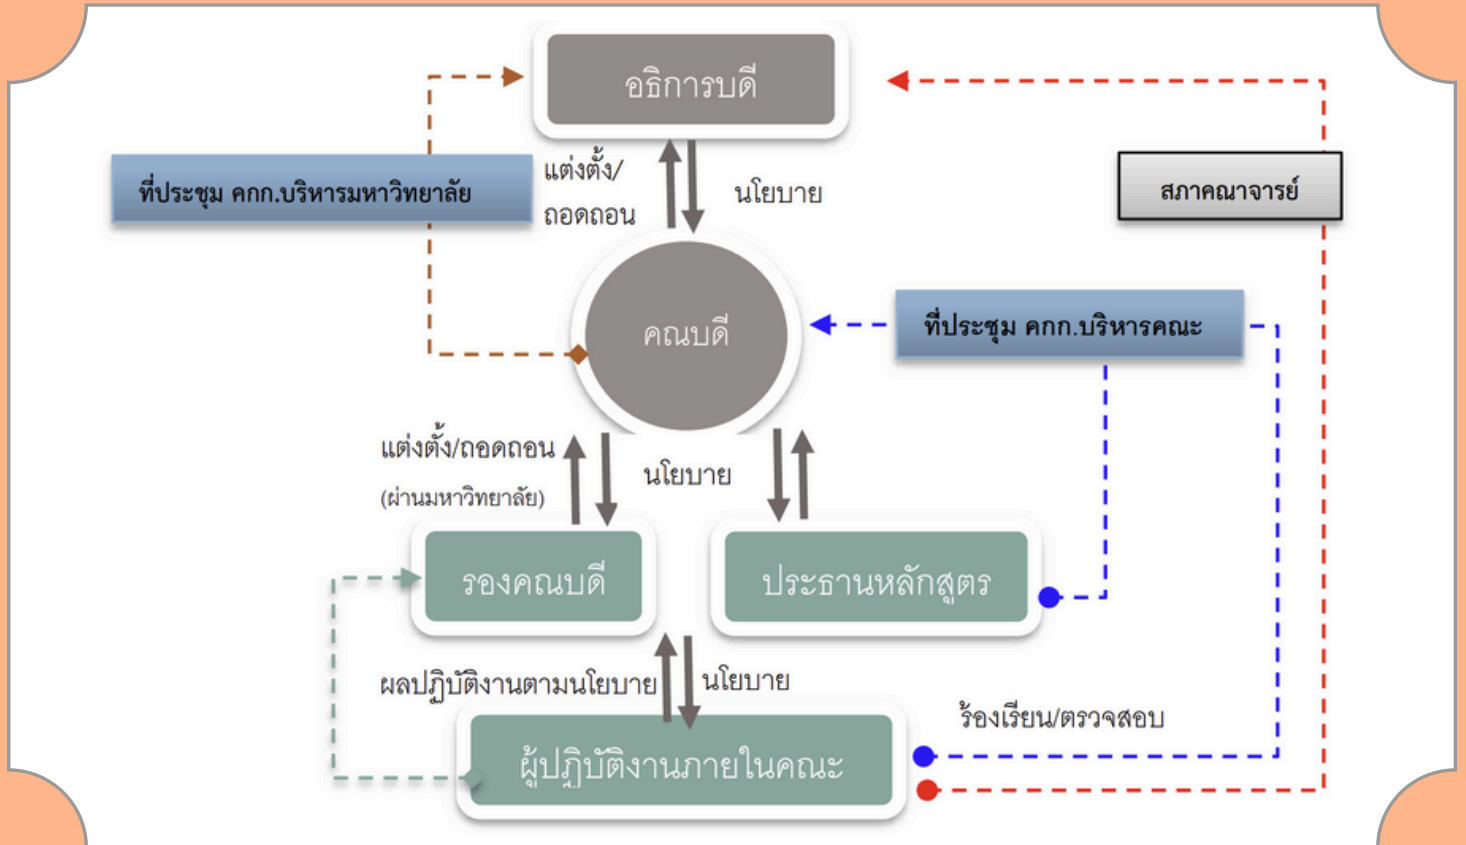 อธิการบดี
แต่งตั้ง/
ถอดถอน
นโยบาย
ที่ประชุม คกก.บริหารมหาวิทยาลัย
สภาคณาจารย์
คณบดี
ที่ประชุม คกก.บริหารคณะ
แต่งตั้ง/ถอดถอน
(ผ่านมหาวิทยาลัย)
นโยบาย
รองคณบดี
ประธานหลักสูตร
ผลปฏิบัติงานตามนโยบาย
นโยบาย
ร้องเรียน/ตรวจสอบ
ผู้ปฏิบัติงานภายในคณะ